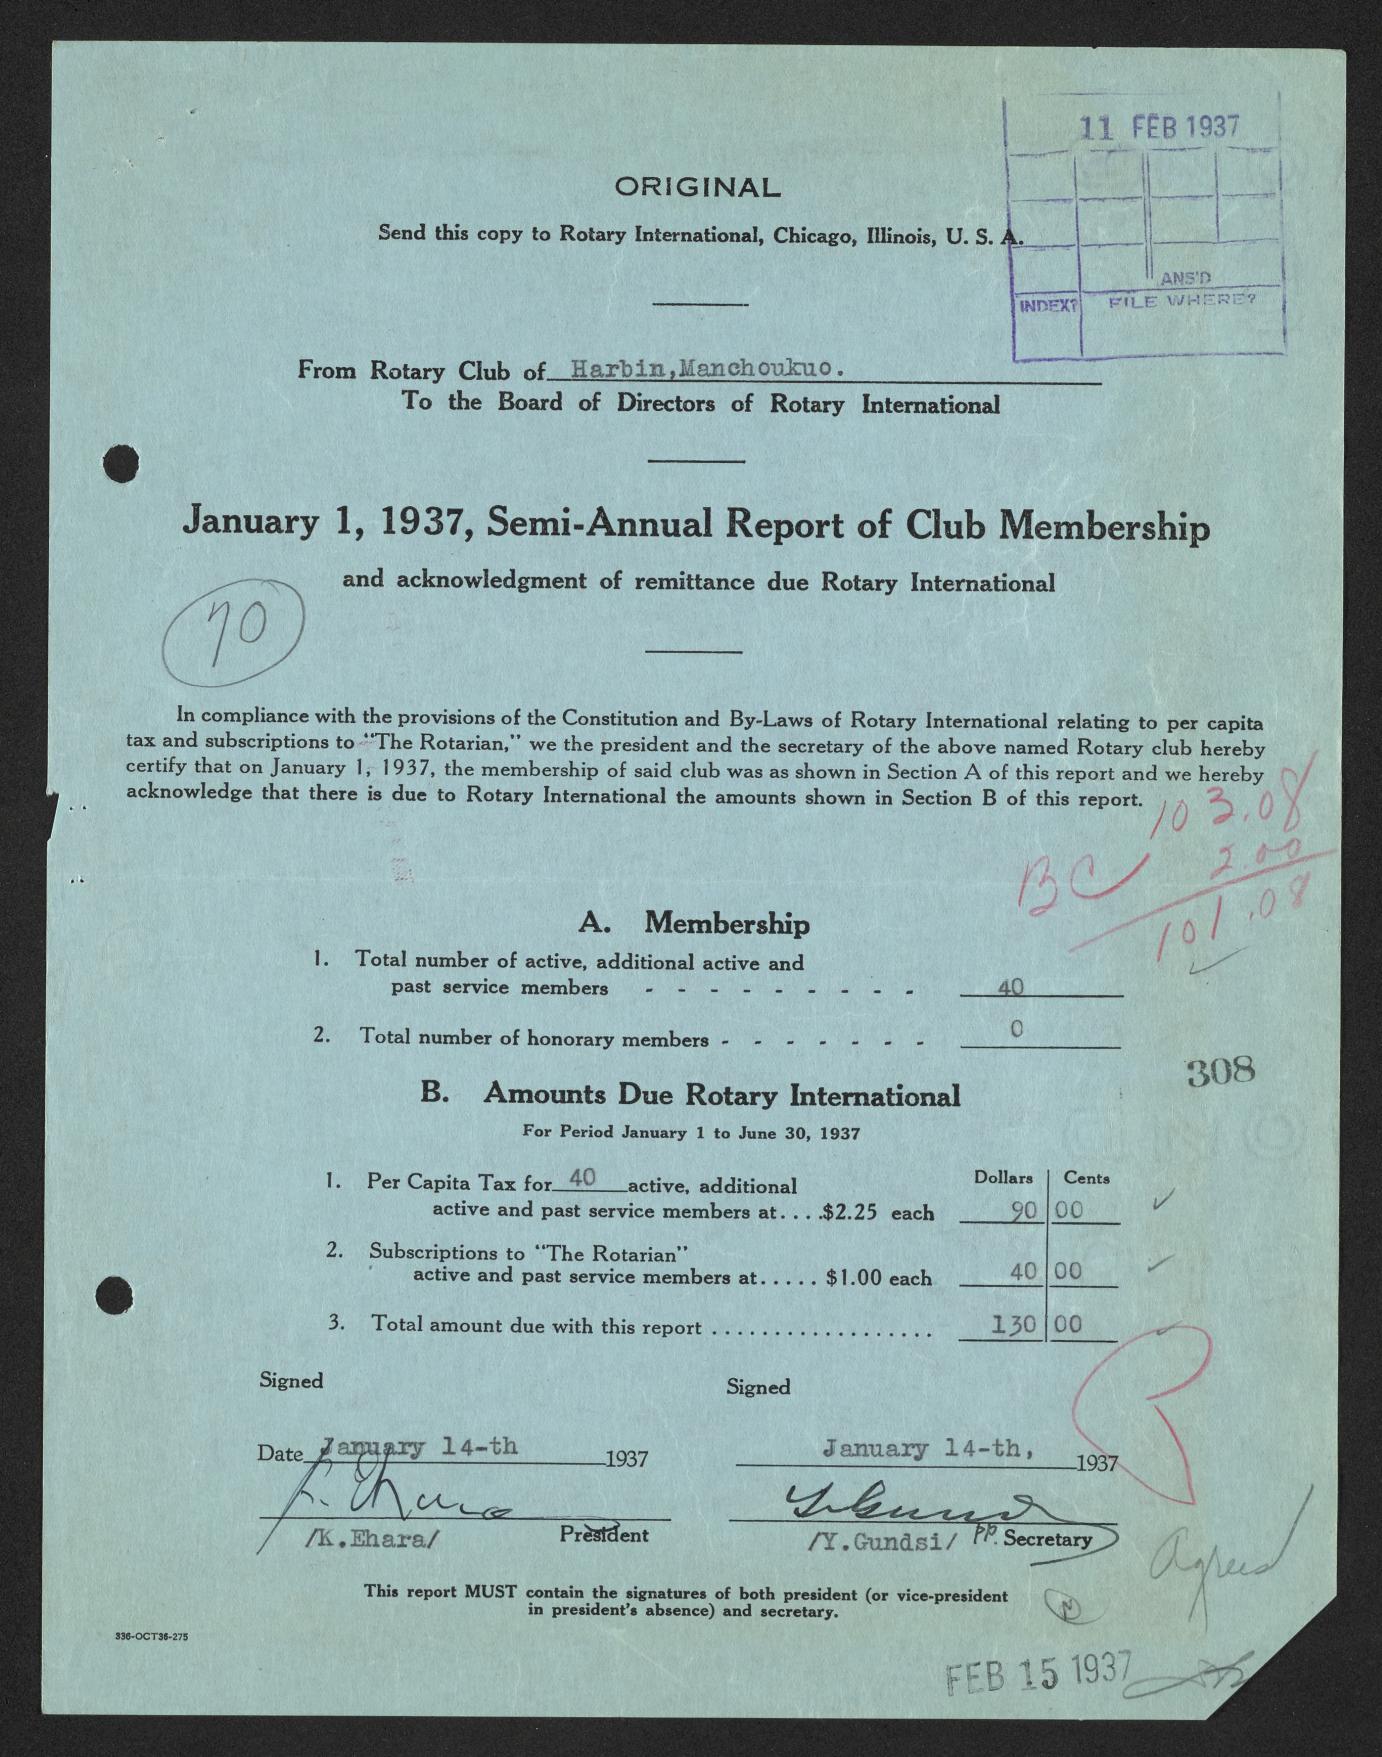 11 FEB 1937
ORIGINAL
Send this copy to Rotary International, Chicago, Illinois, U. S. A.
ANS'D
INDEX? FILE WHERE?
From Rotary Club of Harbin,Manchoukuo.
To the Board of Directors of Rotary International
January 1, 1937, Semi-Annual Report of Club Membership
and acknowledgment of remittance due Rotary International
70
In compliance with the provisions of the Constitution and By-Laws of Rotary International relating to per capita
tax and subscriptions to "The Rotarian," we the president and the secretary of the above named Rotary club hereby
certify that on January 1, 1937, the membership of said club was as shown in Section A of this report and we hereby
acknowledge that there is due to Rotary International the amounts shown in Section B of this report.
103.08
BC 2.00
101.08
A. Membership
1. Total number of active, additional active and
past service members - - - - - - - - - 40
2. Total number of honorary members - - - - - - - 0
308
B. Amounts Due Rotary International
For Period January 1 to June 30, 1937
Dollars Cents
1. Per Capita Tax for 40 active, additional
active and past service members at....$2.25 each 90 00
2. Subscriptions to "The Rotarian"
active and past service members at..... $1.00 each 40 00
3. Total amount due with this report .................. 130 00
Signed Signed
Date January 14-th 1937 January 14-th, 1937
K. Ehara
/K.Ehara/ President /Y.Gundsi/ pp. Secretary
Agreed
This report MUST contain the signatures of both president (or vice-president
in president's absence) and secretary.
336-OCT36-275
FEB 15 1937